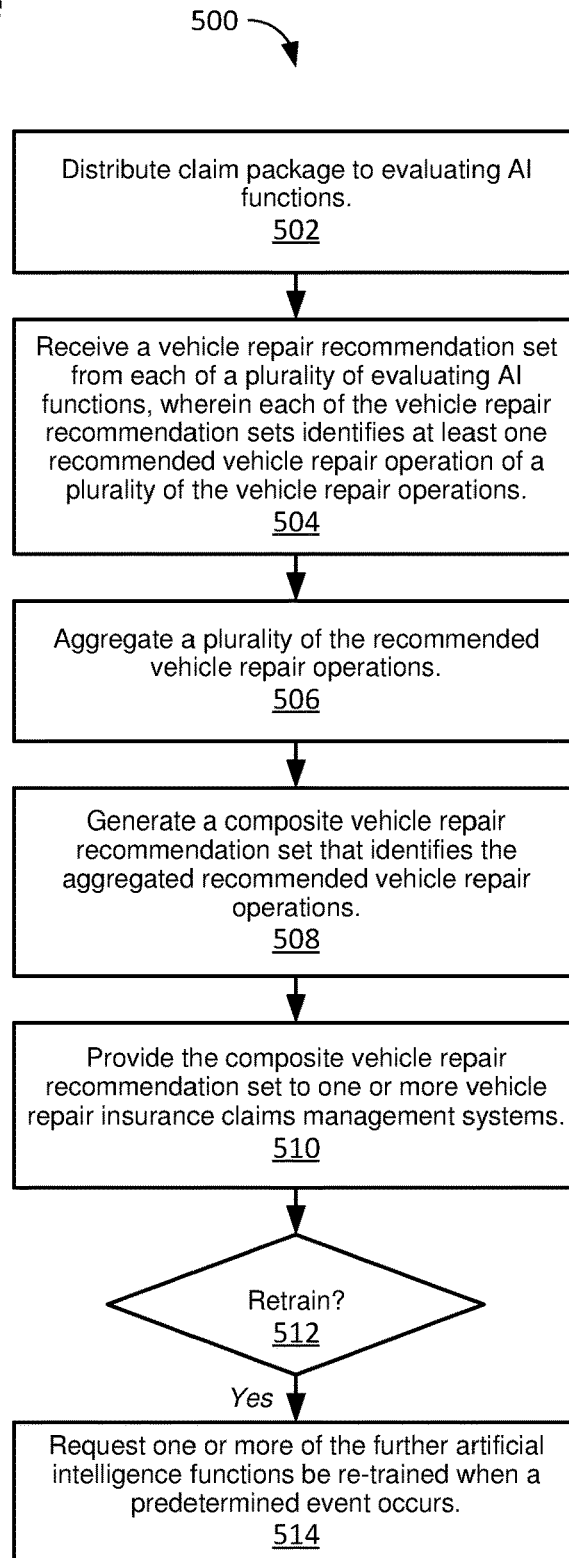 500
Distribute claim package to evaluating AI
functions.
502
Receive a vehicle repair recommendation set
from each of a plurality of evaluating AI
functions, wherein each of the vehicle repair
recommendation sets identifies at least one
recommended vehicle repair operation of a
plurality of the vehicle repair operations.
504
Aggregate a plurality of the recommended
vehicle repair operations.
506
Generate a composite vehicle repair
recommendation set that identifies the
aggregated recommended vehicle repair
operations.
508
Provide the composite vehicle repair
recommendation set to one or more vehicle
repair insurance claims management systems.
510
Retrain?
512
Yes
Request one or more of the further artificial
intelligence functions be re-trained when a
predetermined event occurs.
514